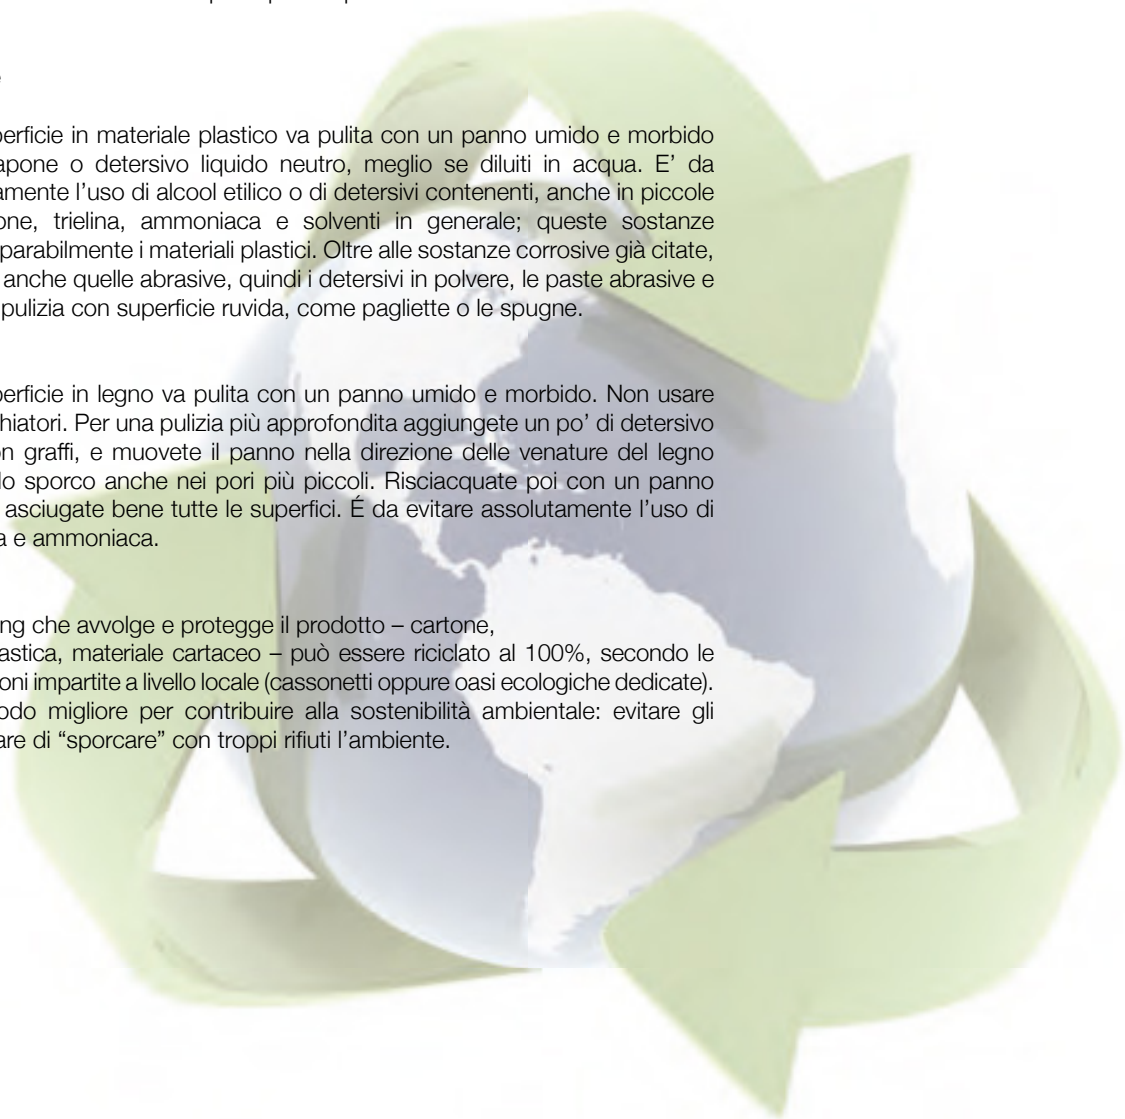 perficie in materiale plastico va pulita con un panno umido e morbido
apone o detersivo liquido neutro, meglio se diluiti in acqua. E’ da
amente l’uso di alcool etilico o di detersivi contenenti, anche in piccole
one, trielina, ammoniaca e solventi in generale; queste sostanze
parabilmente i materiali plastici. Oltre alle sostanze corrosive già citate,
anche quelle abrasive, quindi i detersivi in polvere, le paste abrasive e
pulizia con superficie ruvida, come pagliette o le spugne.
perficie in legno va pulita con un panno umido e morbido. Non usare
chiatori. Per una pulizia più approfondita aggiungete un po’ di detersivo
on graffi, e muovete il panno nella direzione delle venature del legno
lo sporco anche nei pori più piccoli. Risciacquate poi con un panno
asciugate bene tutte le superfici. É da evitare assolutamente l’uso di
a e ammoniaca.
ng che avvolge e protegge il prodotto – cartone,
astica, materiale cartaceo – può essere riciclato al 100%, secondo le
oni impartite a livello locale (cassonetti oppure oasi ecologiche dedicate).
odo migliore per contribuire alla sostenibilità ambientale: evitare gli
are di “sporcare” con troppi rifiuti l’ambiente.